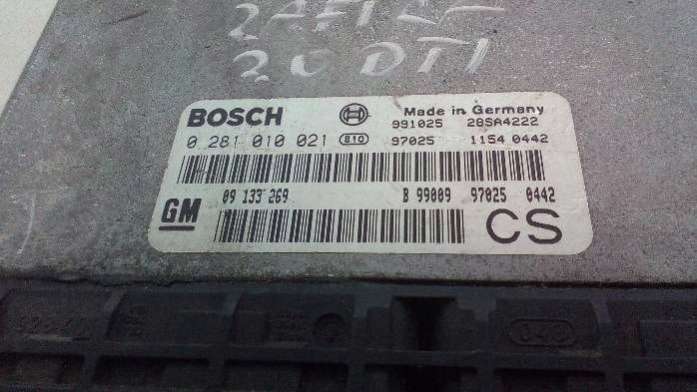 ZAFIRA
2.0 DTI
BOSCH Made in Germany
991025 28SA4222
0 281 010 021 E10 97025 1154 0442
09 133 269 B 99009 97025 0442
GM CS